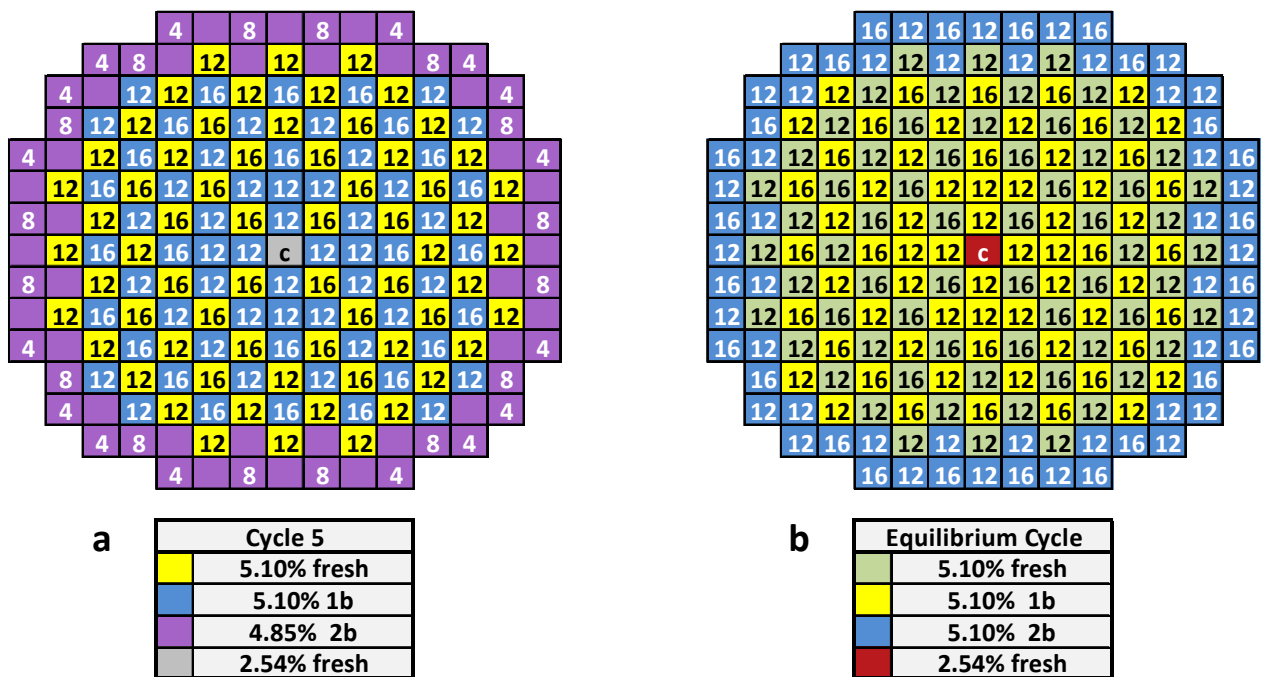 4 8 8 4
4 8 12 12 12 8 4
4 12 12 16 12 16 12 16 12 12 4
8 12 12 16 16 12 12 12 16 16 12 12 8
4 12 16 12 12 16 16 16 12 12 16 12 4
12 16 16 12 16 12 12 12 16 12 16 16 12
8 12 12 16 12 16 12 16 12 16 12 12 8
12 16 12 16 12 12 c 12 12 16 12 16 12
8 12 12 16 12 16 12 16 12 16 12 12 8
12 16 16 12 16 12 12 12 16 12 16 16 12
4 12 16 12 12 16 16 16 12 12 16 12 4
8 12 12 16 16 12 12 12 16 16 12 12 8
4 12 12 16 12 16 12 16 12 12 4
4 8 12 12 12 8 4
4 8 8 4
a
Cycle 5
5.10% fresh
5.10% 1b
4.85% 2b
2.54% fresh
16 12 16 12 16 12 16
12 16 12 12 12 12 12 12 12 16 12
12 12 12 12 16 12 16 12 16 12 12 12 12
16 12 12 16 16 12 12 12 16 16 12 12 16
16 12 12 16 12 12 16 16 16 12 12 16 12 12 16
12 12 16 16 12 16 12 12 12 16 12 16 16 12 12
16 12 12 12 16 12 16 12 16 12 16 12 12 12 16
12 12 16 12 16 12 12 c 12 12 16 12 16 12 12
16 12 12 12 16 12 16 12 16 12 16 12 12 12 16
12 12 16 16 12 16 12 12 12 16 12 16 16 12 12
16 12 12 16 12 12 16 16 16 12 12 16 12 12 16
16 12 12 16 16 12 12 12 16 16 12 12 16
12 12 12 12 16 12 16 12 16 12 12 12 12
12 16 12 12 12 12 12 12 12 16 12
16 12 16 12 16 12 16
b
Equilibrium Cycle
5.10% fresh
5.10% 1b
5.10% 2b
2.54% fresh